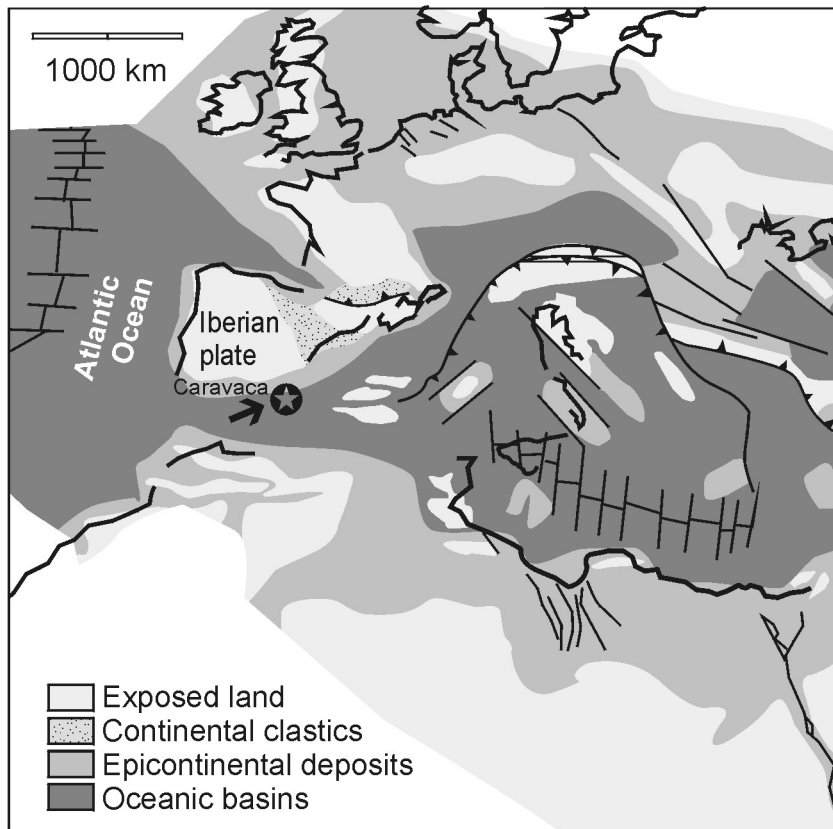 1000 km
Atlantic
Ocean
Iberian
plate
Caravaca
Exposed land
Continental clastics
Epicontinental deposits
Oceanic basins